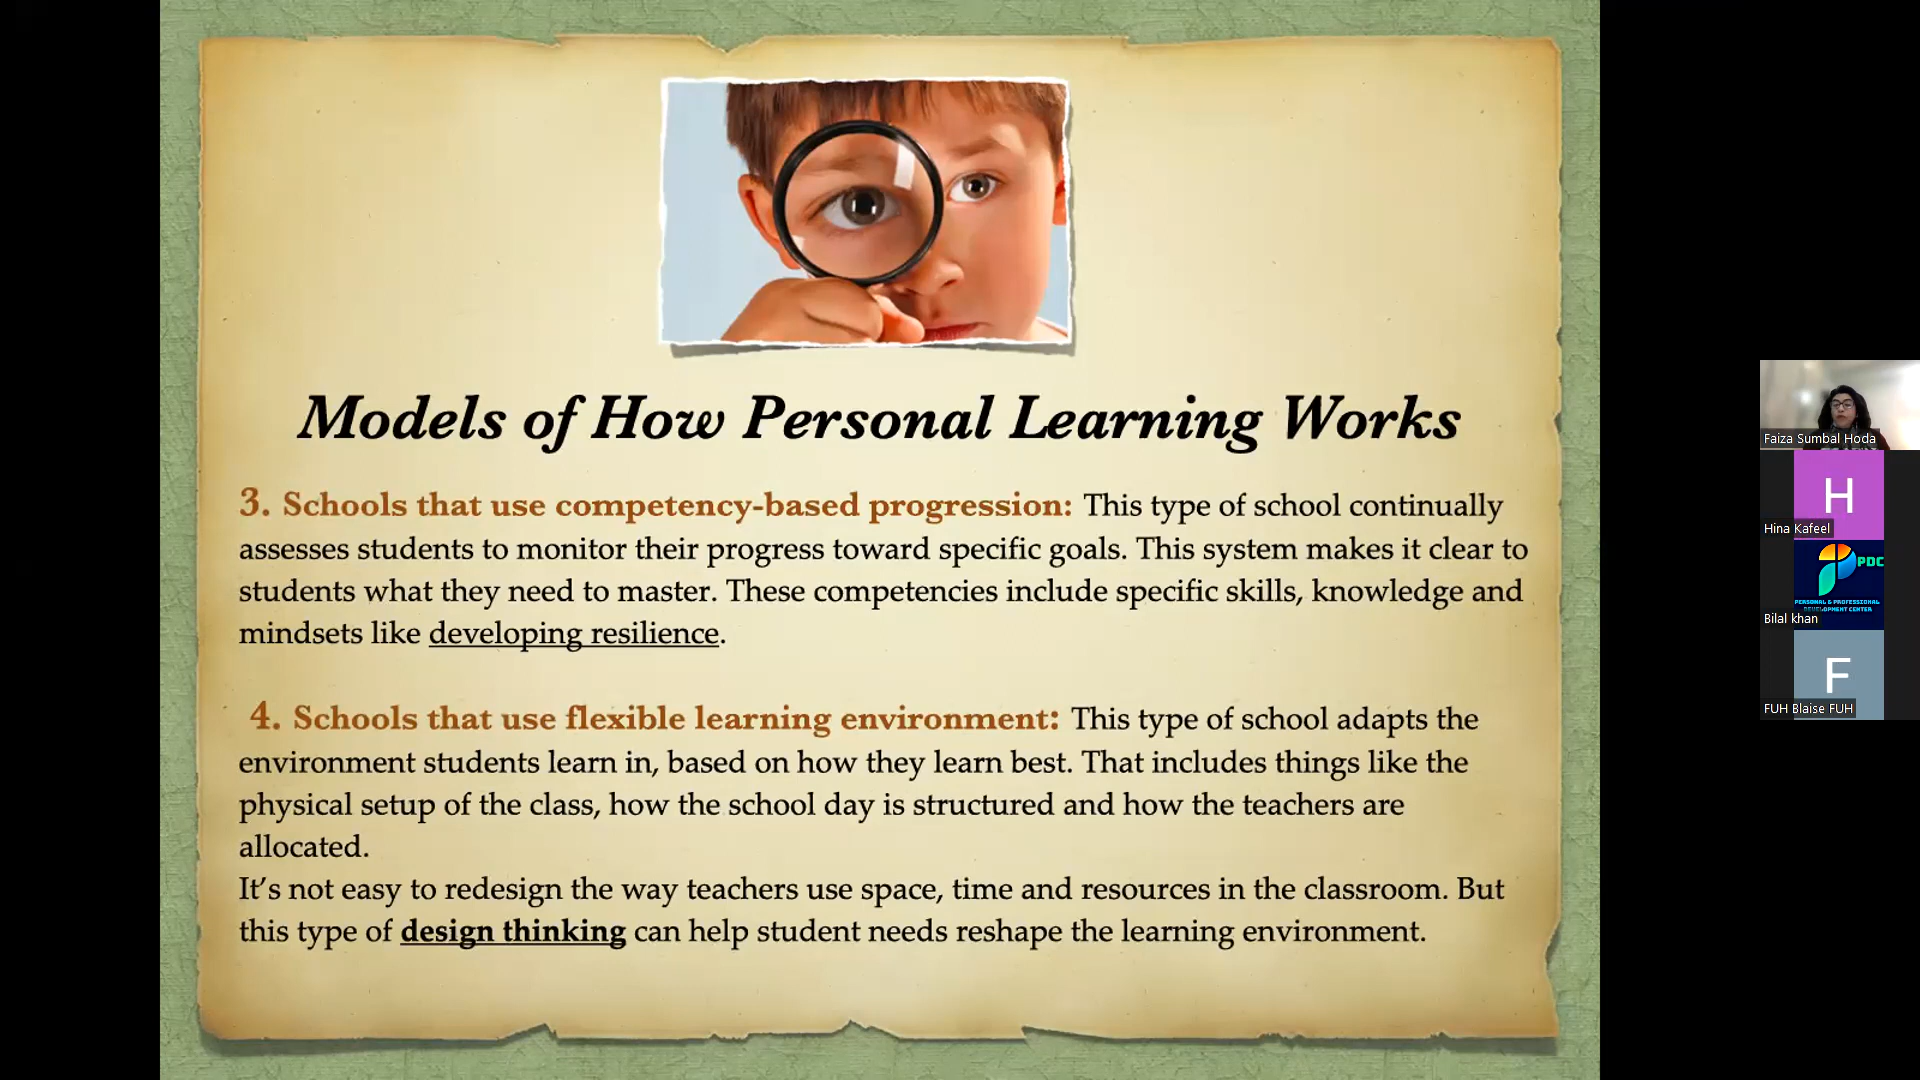 Models of How Personal Learning Works
3. Schools that use competency-based progression: This type of school continually
assesses students to monitor their progress toward specific goals. This system makes it clear to
students what they need to master. These competencies include specific skills, knowledge and
mindsets like developing resilience.
4. Schools that use flexible learning environment: This type of school adapts the
environment students learn in, based on how they learn best. That includes things like the
physical setup of the class, how the school day is structured and how the teachers are
allocated.
It’s not easy to redesign the way teachers use space, time and resources in the classroom. But
this type of design thinking can help student needs reshape the learning environment.
Faiza Sumbal Hoda
H
Hina Kafeel
PDC
PERSONAL & PROFESSIONAL
DEVELOPMENT CENTER
Bilal khan
F
FUH Blaise FUH